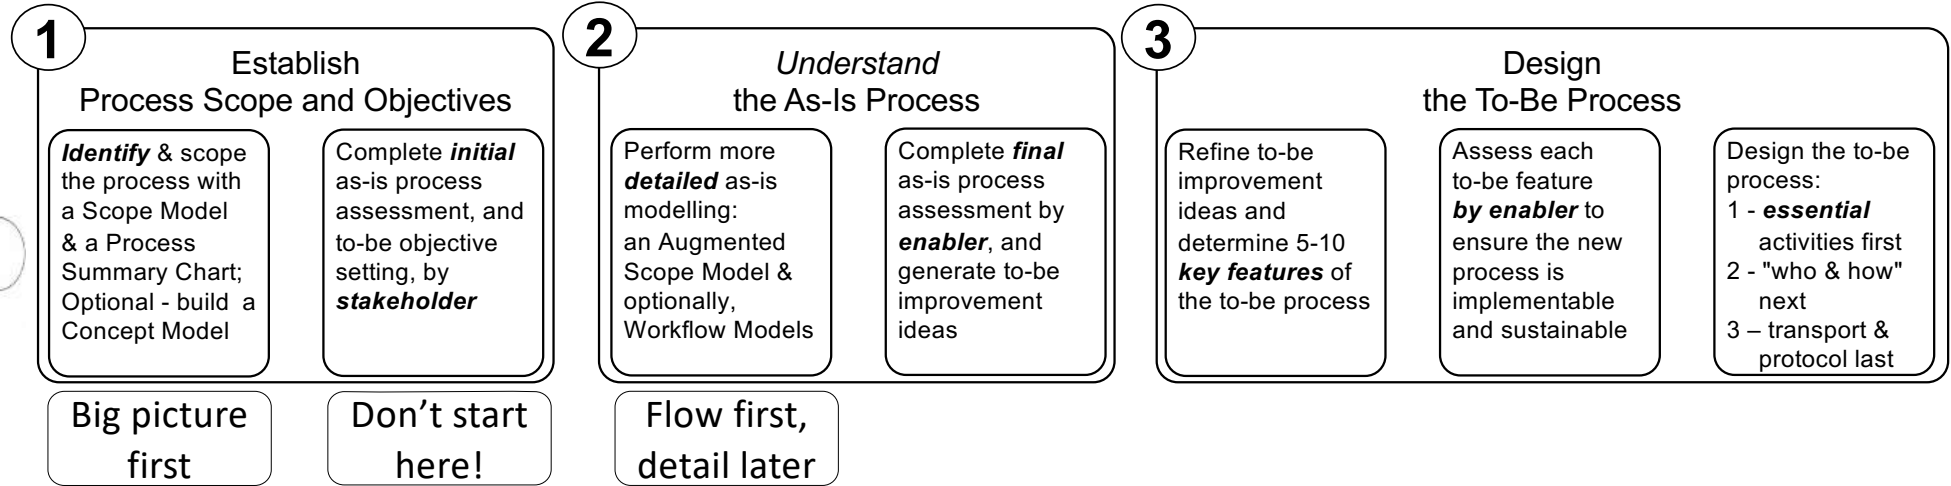 1
Establish
Process Scope and Objectives
Identify & scope
the process with
a Scope Model
& a Process
Summary Chart;
Optional - build a
Concept Model
Complete initial
as-is process
assessment, and
to-be objective
setting, by
stakeholder
Big picture
first
Don’t start
here!
2
Understand
the As-Is Process
Perform more
detailed as-is
modelling:
an Augmented
Scope Model &
optionally,
Workflow Models
Complete final
as-is process
assessment by
enabler, and
generate to-be
improvement
ideas
Flow first,
detail later
3
Design
the To-Be Process
Refine to-be
improvement
ideas and
determine 5-10
key features of
the to-be process
Assess each
to-be feature
by enabler to
ensure the new
process is
implementable
and sustainable
Design the to-be
process:
1 - essential
activities first
2 - "who & how"
next
3 – transport &
protocol last